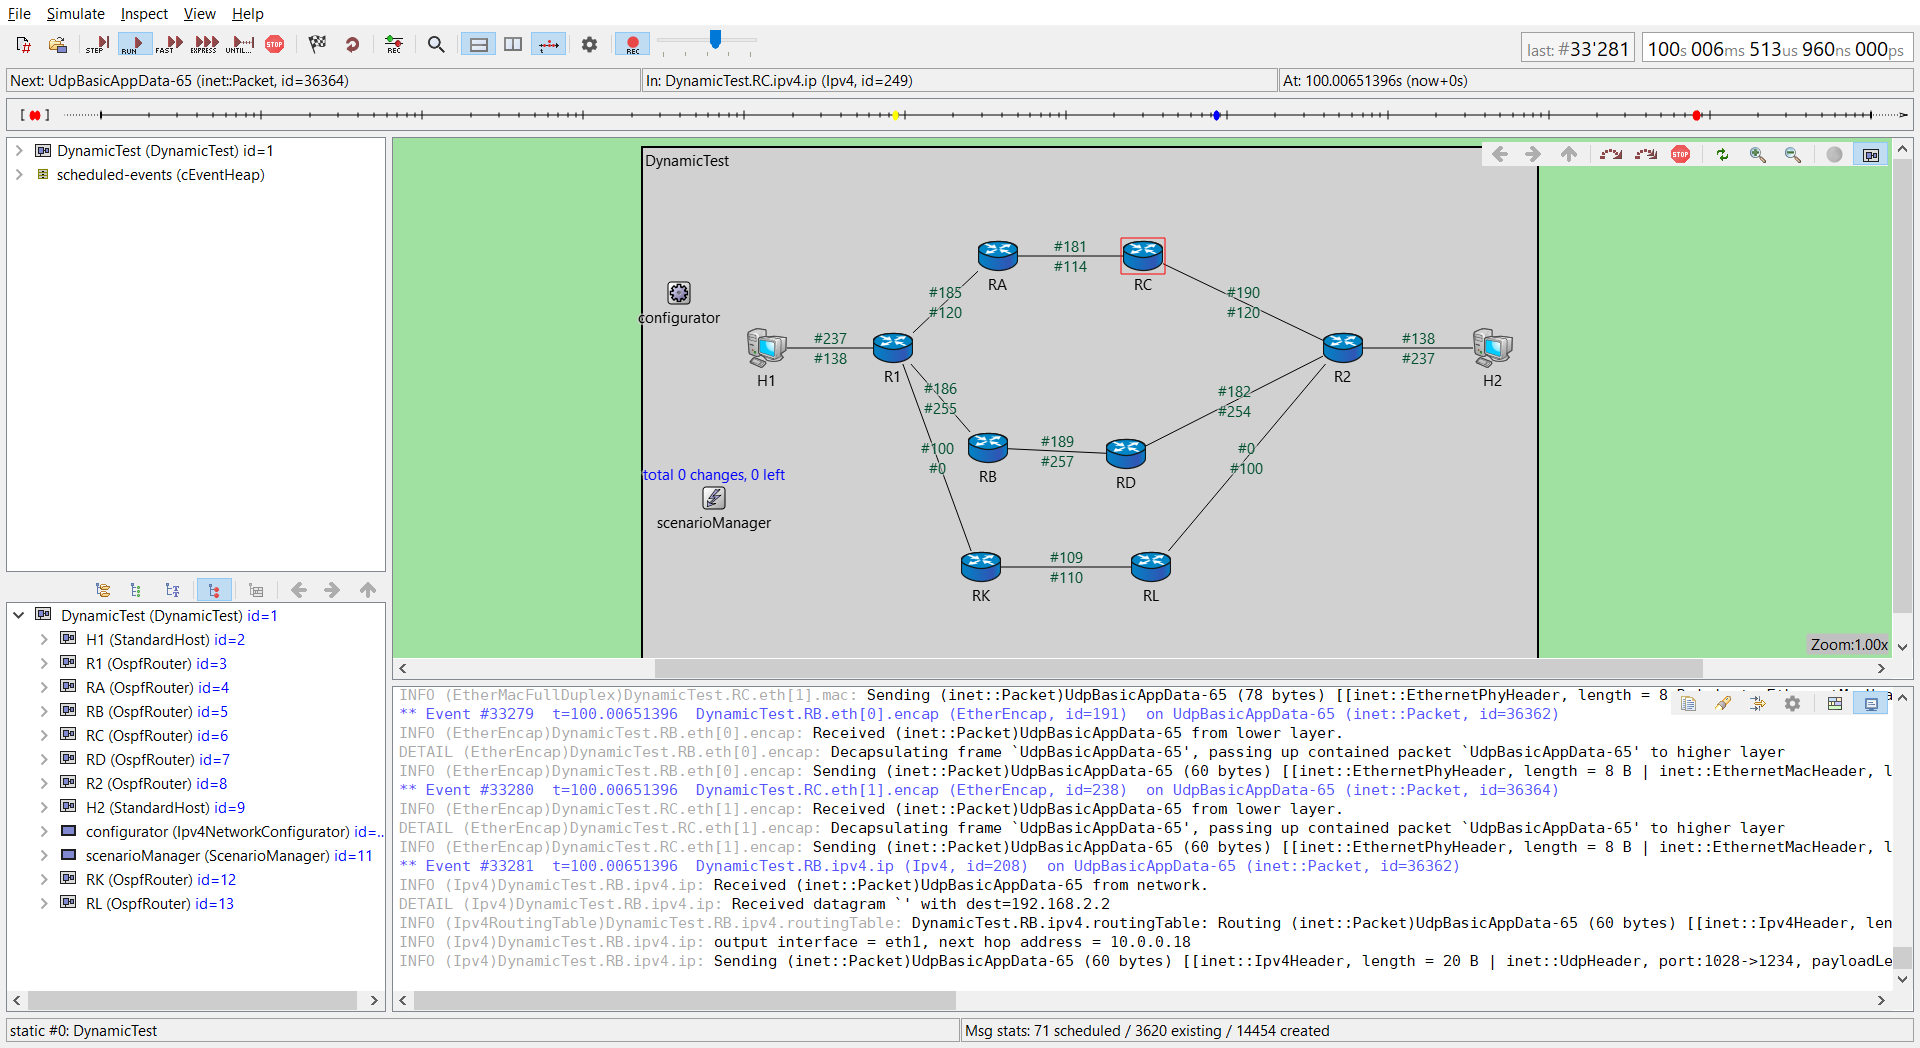 File Simulate Inspect View Help
STEP RUN FAST EXPRESS UNTIL... STOP REC REC
last: #33'281 100s 006ms 513us 960ns 000ps
Next: UdpBasicAppData-65 (inet::Packet, id=36364) In: DynamicTest.RC.ipv4.ip (Ipv4, id=249) At: 100.00651396s (now+0s)
DynamicTest (DynamicTest) id=1
scheduled-events (cEventHeap)
DynamicTest (DynamicTest) id=1
H1 (StandardHost) id=2
R1 (OspfRouter) id=3
RA (OspfRouter) id=4
RB (OspfRouter) id=5
RC (OspfRouter) id=6
RD (OspfRouter) id=7
R2 (OspfRouter) id=8
H2 (StandardHost) id=9
configurator (Ipv4NetworkConfigurator) id=...
scenarioManager (ScenarioManager) id=11
RK (OspfRouter) id=12
RL (OspfRouter) id=13
DynamicTest
STOP
#181
#114
RA
RC
#185
#120
#190
#120
configurator
#237
#138
H1
R1
#138
#237
R2
H2
#186
#255
#182
#254
#100
#0
#189
#257
#0
#100
RB
RD
total 0 changes, 0 left
scenarioManager
#109
#110
RK
RL
Zoom:1.00x
INFO (EtherMacFullDuplex)DynamicTest.RC.eth[1].mac: Sending (inet::Packet)UdpBasicAppData-65 (78 bytes) [[inet::EthernetPhyHeader, length = 8
** Event #33279 t=100.00651396 DynamicTest.RB.eth[0].encap (EtherEncap, id=191) on UdpBasicAppData-65 (inet::Packet, id=36362)
INFO (EtherEncap)DynamicTest.RB.eth[0].encap: Received (inet::Packet)UdpBasicAppData-65 from lower layer.
DETAIL (EtherEncap)DynamicTest.RB.eth[0].encap: Decapsulating frame `UdpBasicAppData-65', passing up contained packet `UdpBasicAppData-65' to higher layer
INFO (EtherEncap)DynamicTest.RB.eth[0].encap: Sending (inet::Packet)UdpBasicAppData-65 (60 bytes) [[inet::EthernetPhyHeader, length = 8 B | inet::EthernetMacHeader, l
** Event #33280 t=100.00651396 DynamicTest.RC.eth[1].encap (EtherEncap, id=238) on UdpBasicAppData-65 (inet::Packet, id=36364)
INFO (EtherEncap)DynamicTest.RC.eth[1].encap: Received (inet::Packet)UdpBasicAppData-65 from lower layer.
DETAIL (EtherEncap)DynamicTest.RC.eth[1].encap: Decapsulating frame `UdpBasicAppData-65', passing up contained packet `UdpBasicAppData-65' to higher layer
INFO (EtherEncap)DynamicTest.RC.eth[1].encap: Sending (inet::Packet)UdpBasicAppData-65 (60 bytes) [[inet::EthernetPhyHeader, length = 8 B | inet::EthernetMacHeader, l
** Event #33281 t=100.00651396 DynamicTest.RB.ipv4.ip (Ipv4, id=208) on UdpBasicAppData-65 (inet::Packet, id=36362)
INFO (Ipv4)DynamicTest.RB.ipv4.ip: Received (inet::Packet)UdpBasicAppData-65 from network.
DETAIL (Ipv4)DynamicTest.RB.ipv4.ip: Received datagram `' with dest=192.168.2.2
INFO (Ipv4RoutingTable)DynamicTest.RB.ipv4.routingTable: DynamicTest.RB.ipv4.routingTable: Routing (inet::Packet)UdpBasicAppData-65 (60 bytes) [[inet::Ipv4Header, len
INFO (Ipv4)DynamicTest.RB.ipv4.ip: output interface = eth1, next hop address = 10.0.0.18
INFO (Ipv4)DynamicTest.RB.ipv4.ip: Sending (inet::Packet)UdpBasicAppData-65 (60 bytes) [[inet::Ipv4Header, length = 20 B | inet::UdpHeader, port:1028->1234, payloadLe
static #0: DynamicTest Msg stats: 71 scheduled / 3620 existing / 14454 created